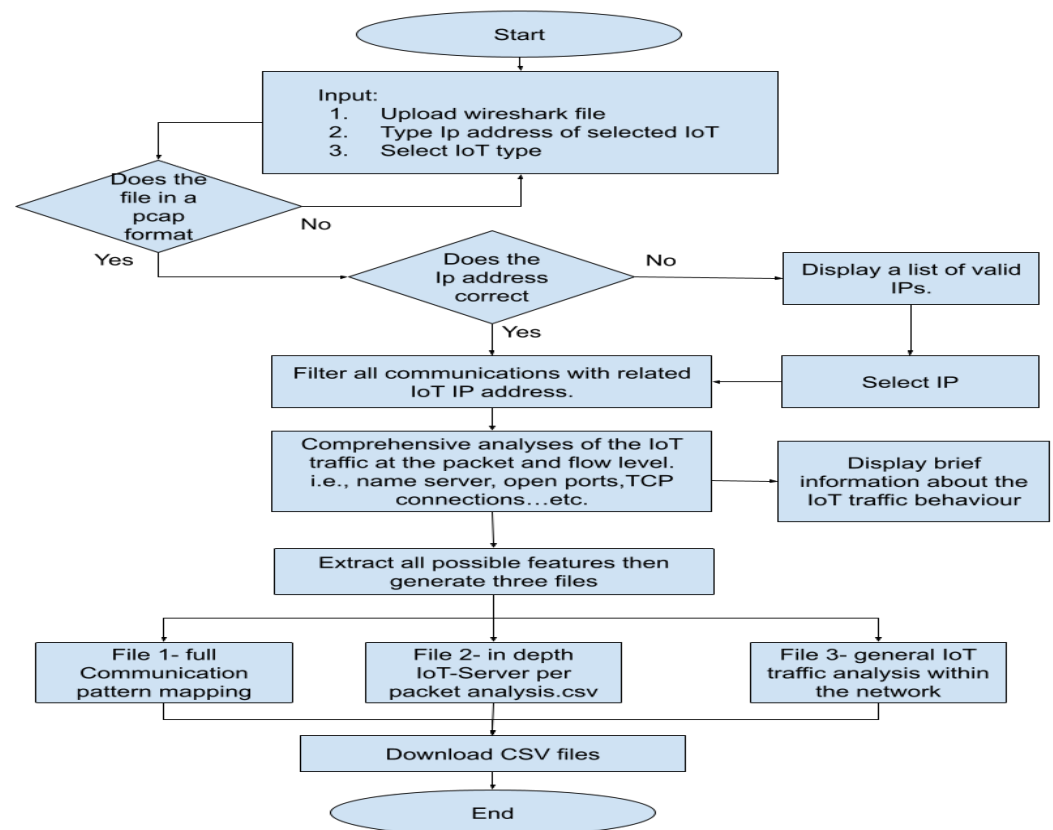 Start
Input:
1. Upload wireshark file
2. Type Ip address of selected IoT
3. Select IoT type
Does the
file in a
pcap
format
No
Yes
Does the
Ip address
correct
No
Yes
Display a list of valid
IPs.
Select IP
Filter all communications with related
IoT IP address.
Comprehensive analyses of the IoT
traffic at the packet and flow level.
i.e., name server, open ports,TCP
connections...etc.
Display brief
information about the
IoT traffic behaviour
Extract all possible features then
generate three files
File 1- full
Communication
pattern mapping
File 2- in depth
IoT-Server per
packet analysis.csv
File 3- general IoT
traffic analysis within
the network
Download CSV files
End